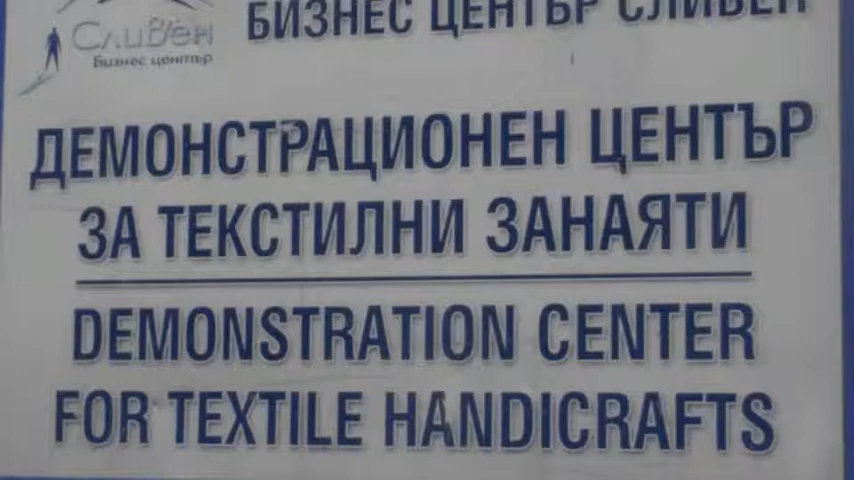 БИЗНЕС ЦЕНТЪР СЛИВЕН
Сливен
Бизнес център
ДЕМОНСТРАЦИОНЕН ЦЕНТЪР
ЗА ТЕКСТИЛНИ ЗАНАЯТИ
DEMONSTRATION CENTER
FOR TEXTILE HANDICRAFTS